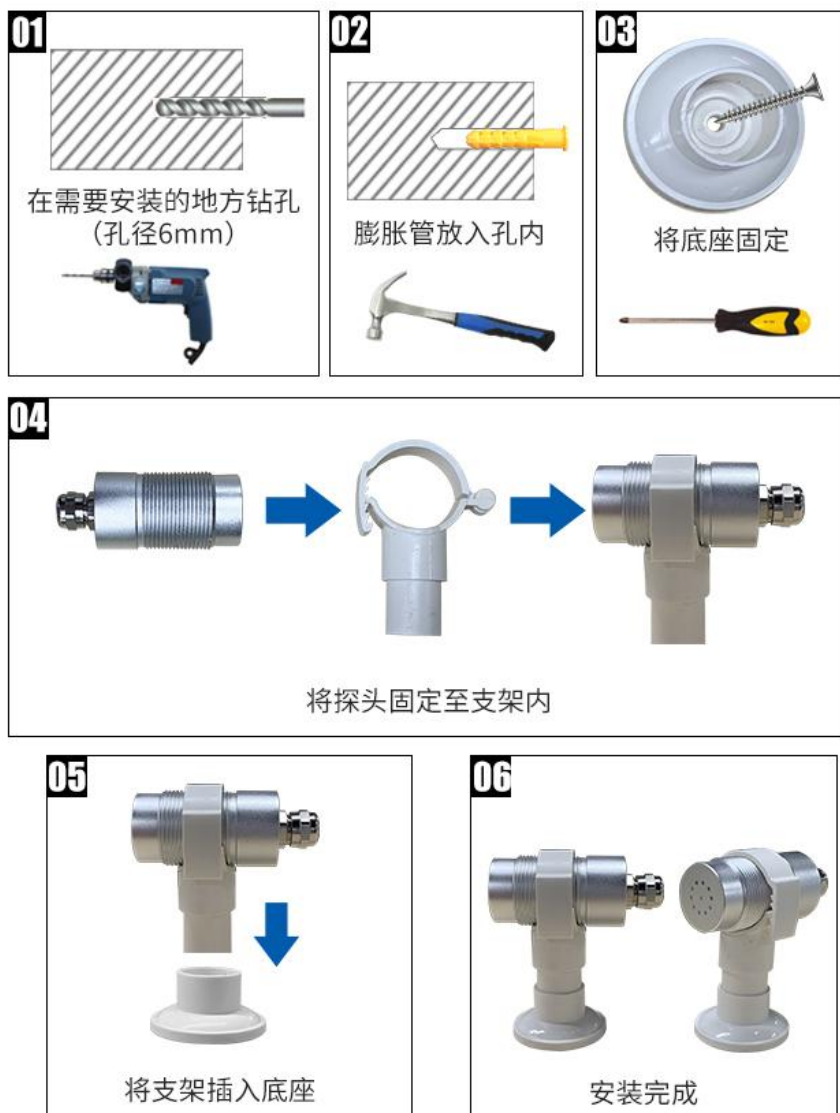 01
在需要安装的地方钻孔
（孔径6mm）
02
膨胀管放入孔内
03
将底座固定
04
将探头固定至支架内
05
将支架插入底座
06
安装完成